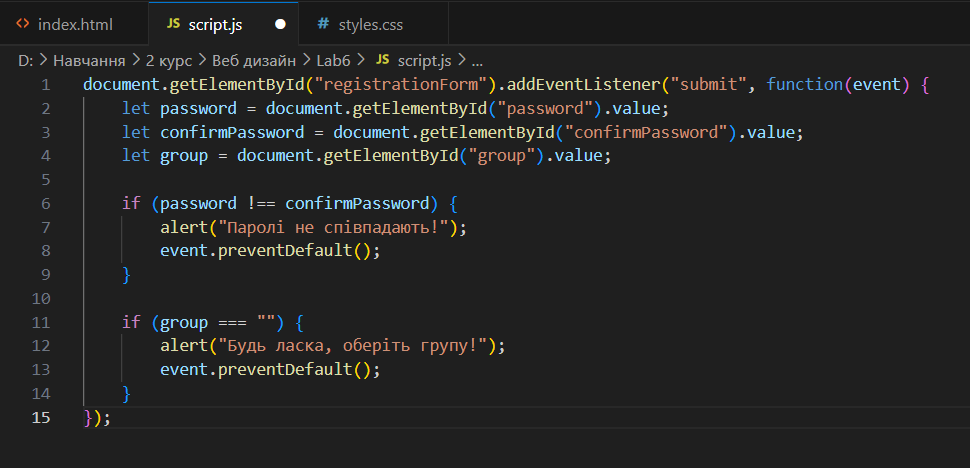 index.html JS script.js # styles.css
D: > Навчання > 2 курс > Веб дизайн > Lab6 > JS script.js > ...
1 document.getElementById("registrationForm").addEventListener("submit", function(event) {
2 let password = document.getElementById("password").value;
3 let confirmPassword = document.getElementById("confirmPassword").value;
4 let group = document.getElementById("group").value;
5
6 if (password !== confirmPassword) {
7 alert("Паролі не співпадають!");
8 event.preventDefault();
9 }
10
11 if (group === "") {
12 alert("Будь ласка, оберіть групу!");
13 event.preventDefault();
14 }
15 });